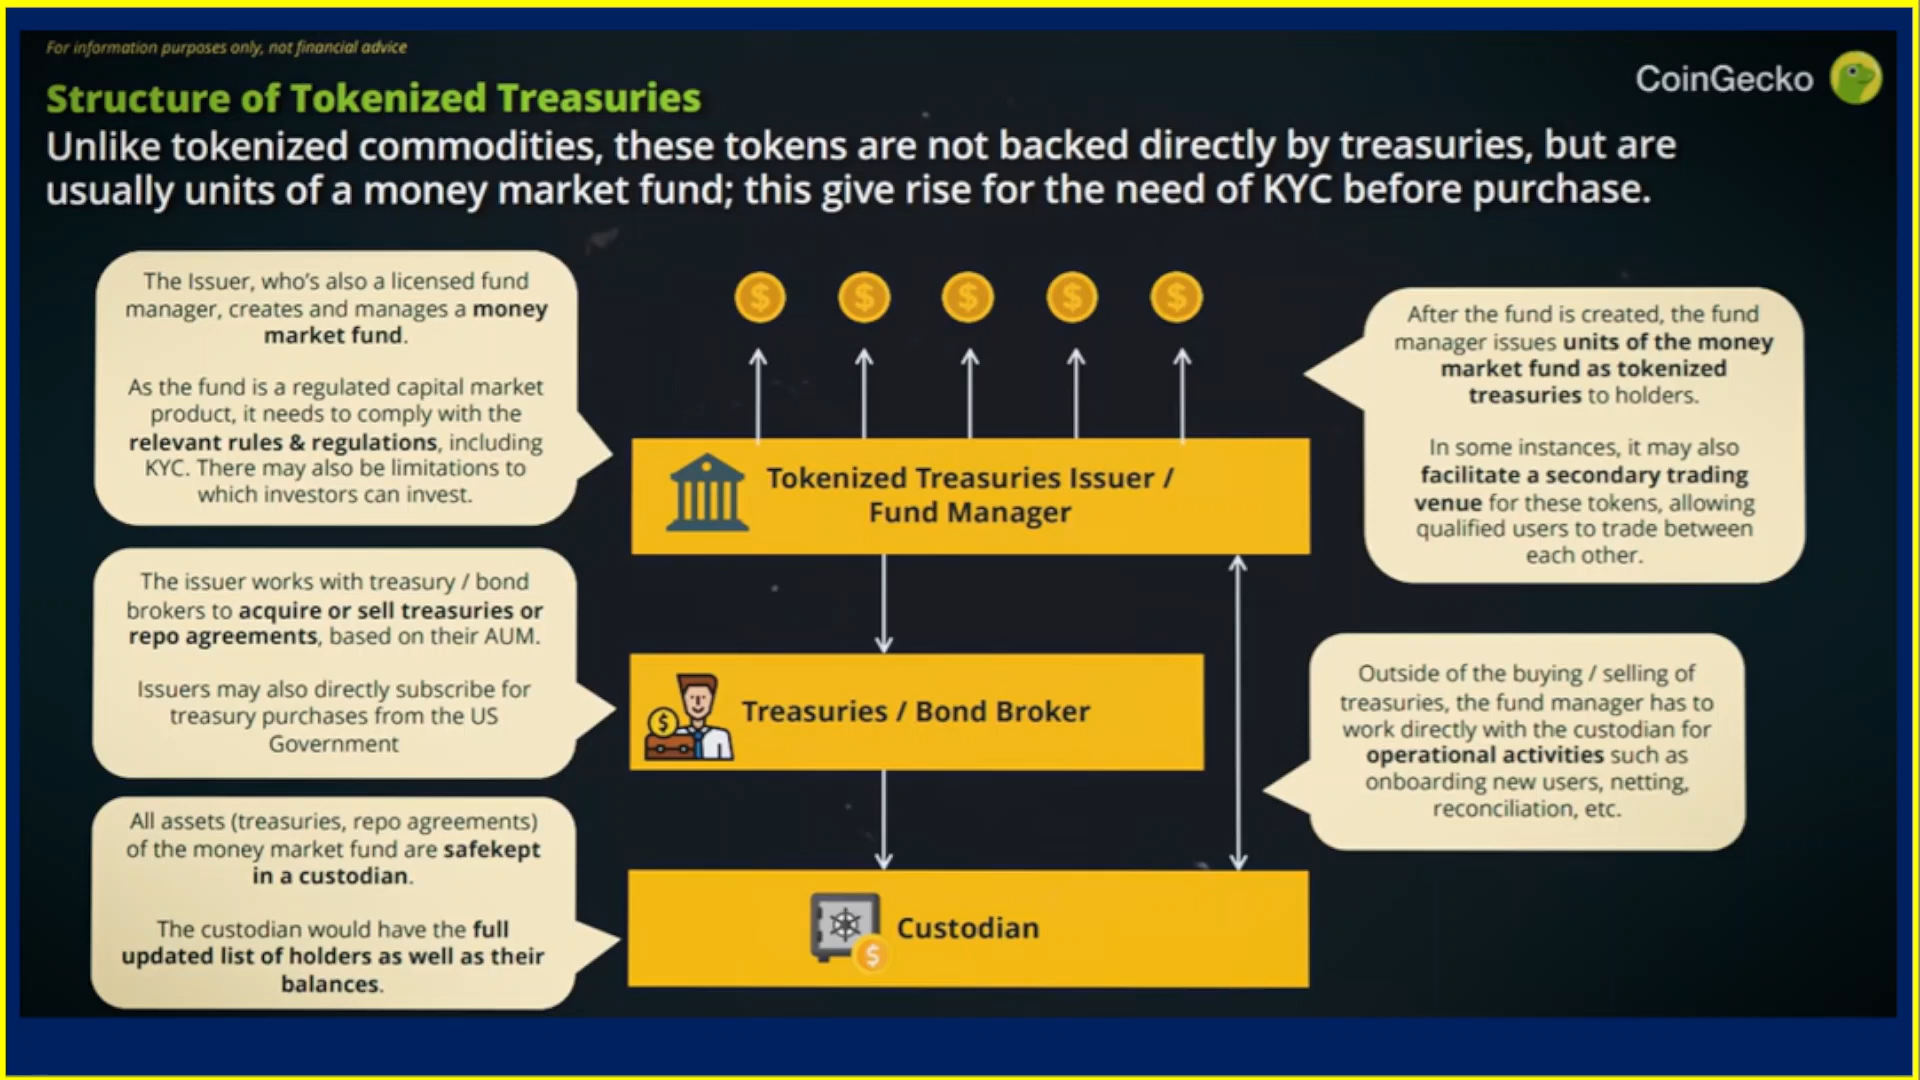 For information purposes only, not financial advice
CoinGecko
Structure of Tokenized Treasuries
Unlike tokenized commodities, these tokens are not backed directly by treasuries, but are
usually units of a money market fund; this give rise for the need of KYC before purchase.
The Issuer, who’s also a licensed fund
manager, creates and manages a money
market fund.
As the fund is a regulated capital market
product, it needs to comply with the
relevant rules & regulations, including
KYC. There may also be limitations to
which investors can invest.
$ $ $ $ $
After the fund is created, the fund
manager issues units of the money
market fund as tokenized
treasuries to holders.
In some instances, it may also
facilitate a secondary trading
venue for these tokens, allowing
qualified users to trade between
each other.
Tokenized Treasuries Issuer /
Fund Manager
The issuer works with treasury / bond
brokers to acquire or sell treasuries or
repo agreements, based on their AUM.
Issuers may also directly subscribe for
treasury purchases from the US
Government
$
Treasuries / Bond Broker
Outside of the buying / selling of
treasuries, the fund manager has to
work directly with the custodian for
operational activities such as
onboarding new users, netting,
reconciliation, etc.
All assets (treasuries, repo agreements)
of the money market fund are safekept
in a custodian.
The custodian would have the full
updated list of holders as well as their
balances.
$
Custodian